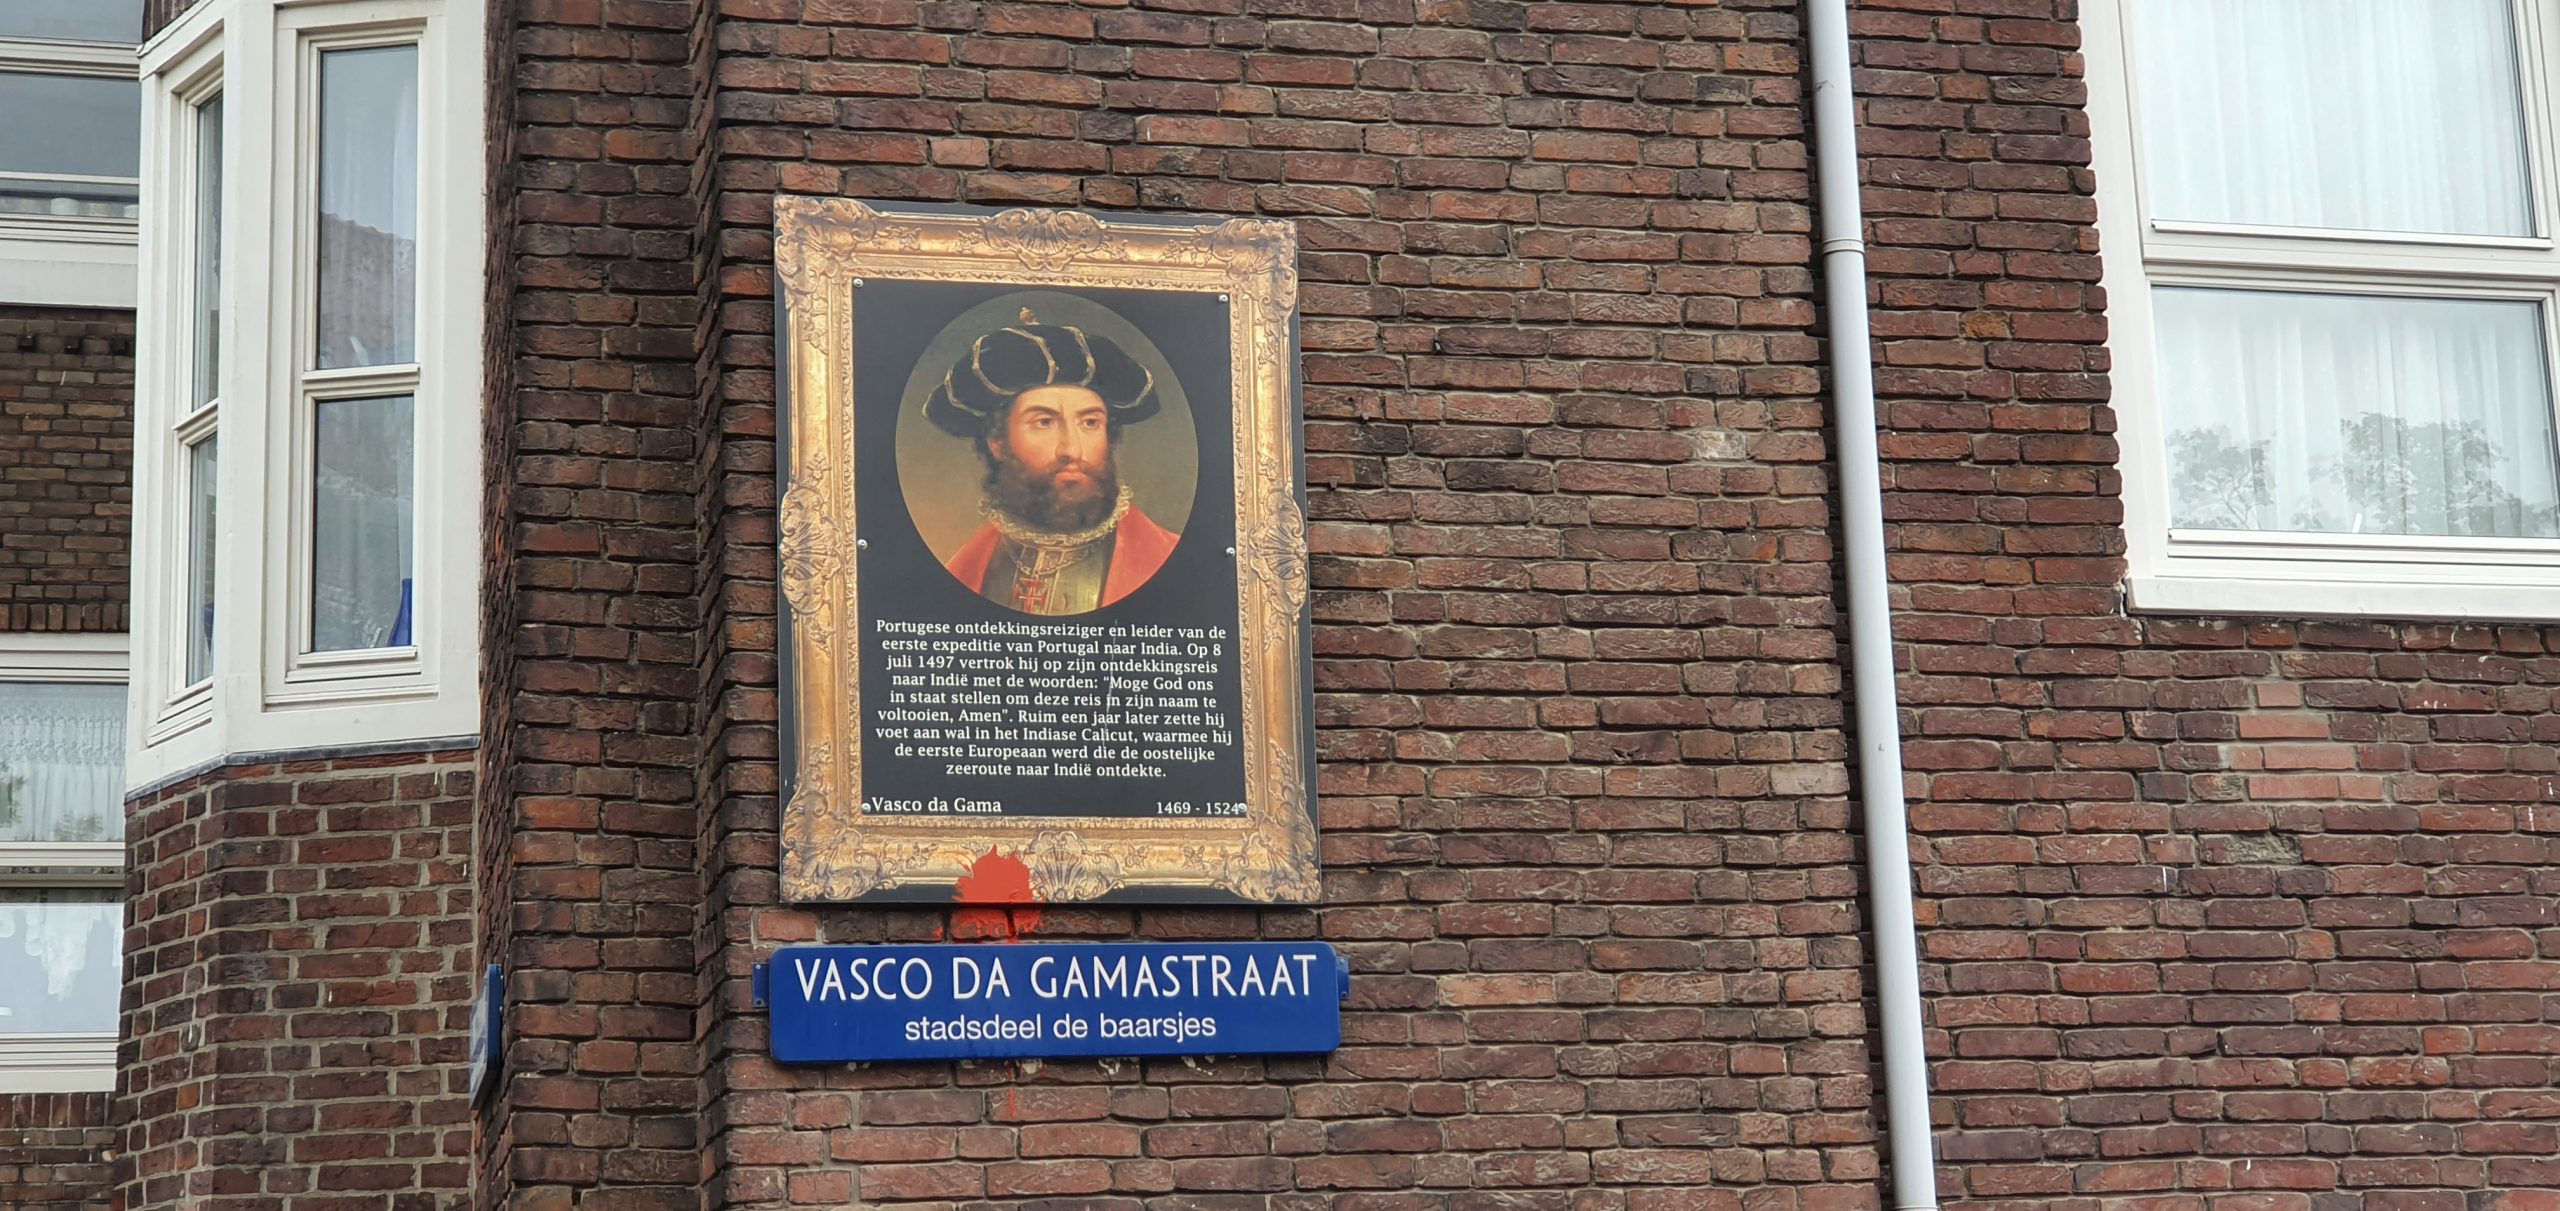 Portugese ontdekkingsreiziger en leider van de
eerste expeditie van Portugal naar India. Op 8
juli 1497 vertrok hij op zijn ontdekkingsreis
naar Indië met de woorden: "Moge God ons
in staat stellen om deze reis in zijn naam te
voltooien, Amen". Ruim een jaar later zette hij
voet aan wal in het Indiase Calicut, waarmee hij
de eerste Europeaan werd die de oostelijke
zeeroute naar Indië ontdekte.
Vasco da Gama 1469 - 1524
VASCO DA GAMASTRAAT
stadsdeel de baarsjes